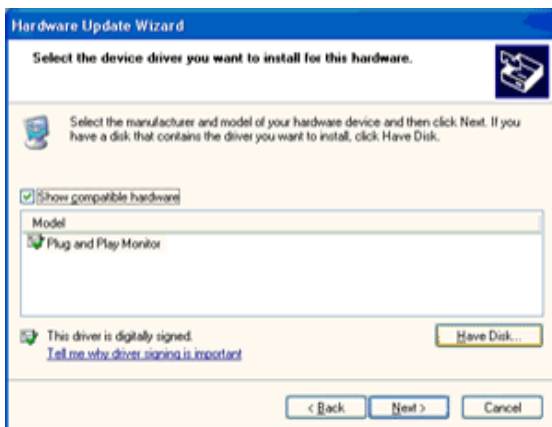 Hardware Update Wizard
Select the device driver you want to install for this hardware.
Select the manufacturer and model of your hardware device and then click Next. If you
have a disk that contains the driver you want to install, click Have Disk.
Show compatible hardware
Model
Plug and Play Monitor
This driver is digitally signed.
Have Disk...
Tell me why driver signing is important
< Back
Next >
Cancel